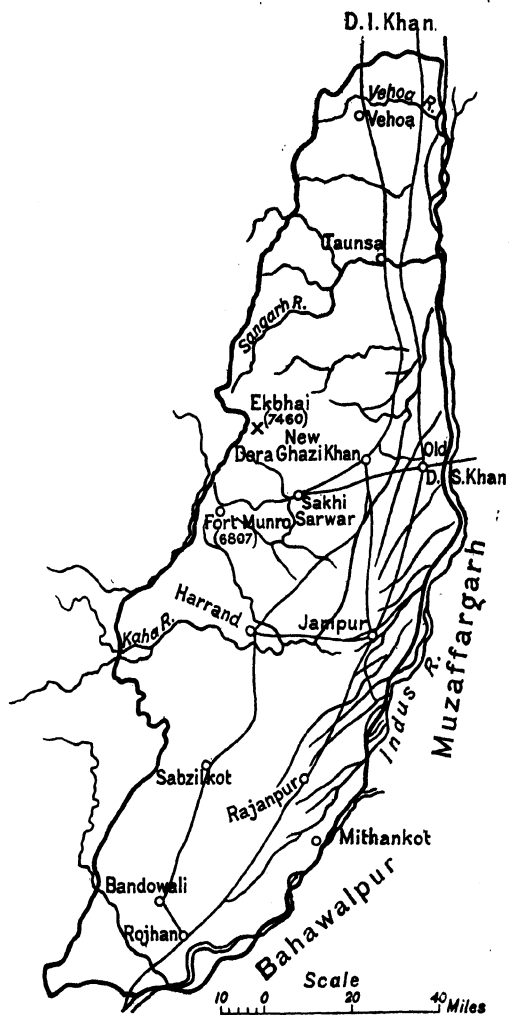 D.I.Khan.
Vehoa R.
Vehoa
Taunsa
Sangarh R.
Ekbhai
(7460)
New
Dera Ghazi Khan
Old
D. S.Khan
Sakhi
Sarwar
Fort Munro
(6807)
Harrand
Jampur
Kaha R.
Muzaffargarh
Indus R.
Sabzilkot
Rajanpur
Mithankot
Bandowali
Rojhan
Bahawalpur
Scale
10 0 20 40 Miles